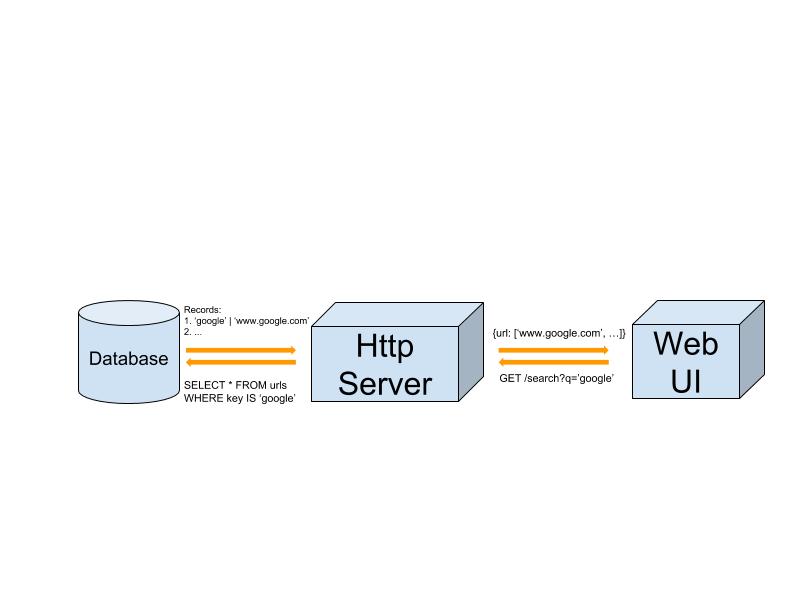 Database
Records:
1. ‘google’ | ‘www.google.com’
2. ...
SELECT * FROM urls
WHERE key IS ‘google’
Http
Server
{url: [‘www.google.com’, …]}
GET /search?q=’google’
Web
UI